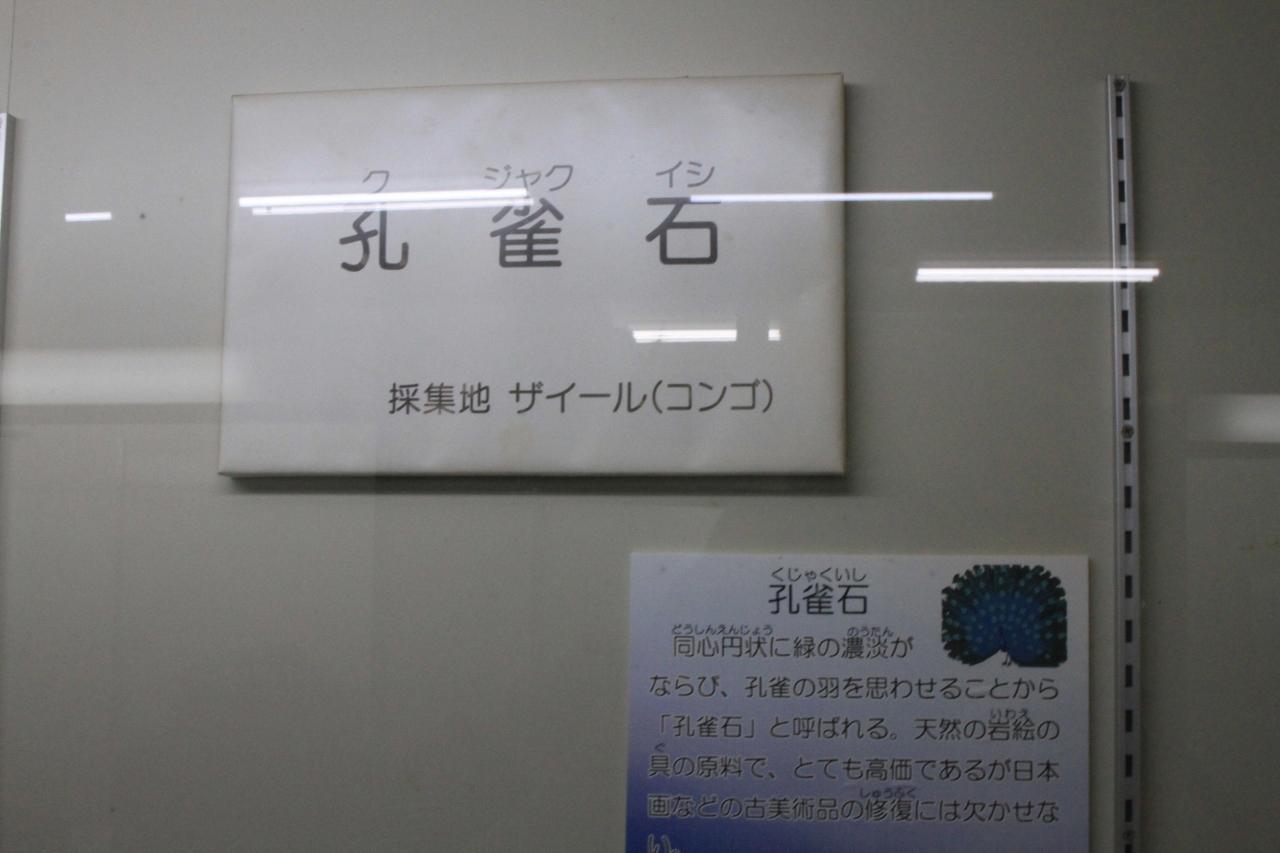 ク ジャク イシ
孔 雀 石
採集地 ザイール(コンゴ)
くじゃくいし
孔雀石
どうしんえんじょう のうたん
同心円状に緑の濃淡が
ならび、孔雀の羽を思わせることから
いわえ
「孔雀石」と呼ばれる。天然の岩絵の
ぐ
具の原料で、とても高価であるが日本
しゅうふく
画などの古美術品の修復には欠かせな
い。